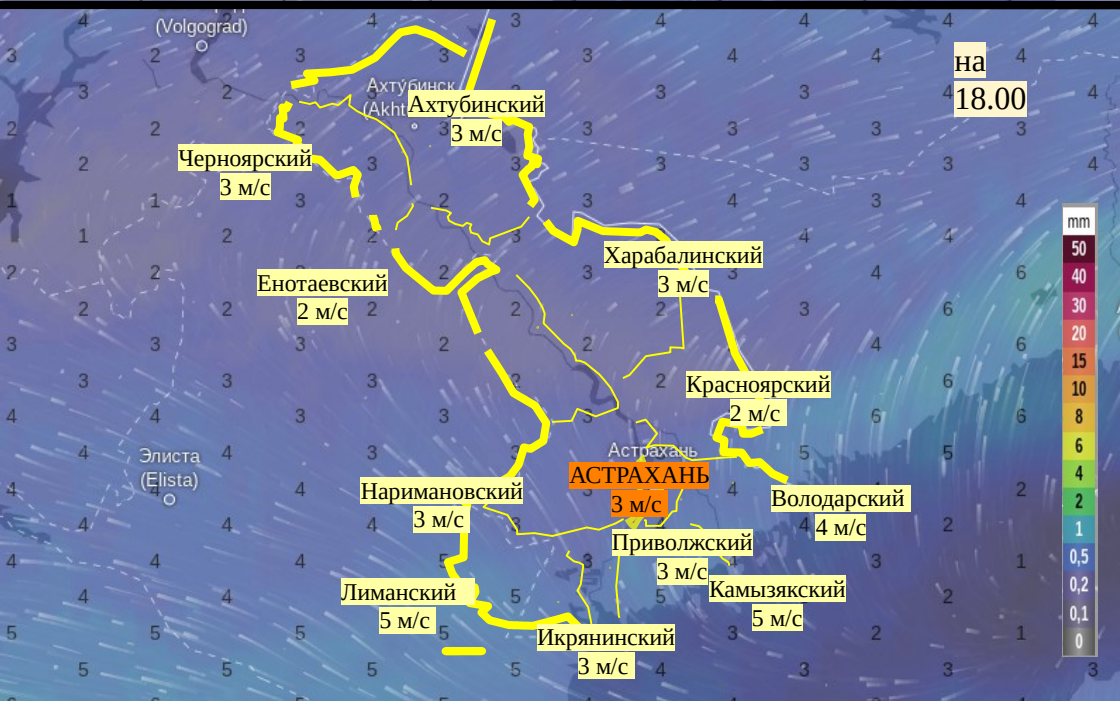 (Volgograd)
на
18.00
Ахту́бинск
(Akht
Ахтубинский
3 м/с
Черноярский
3 м/с
Харабалинский
3 м/с
Енотаевский
2 м/с
mm
50
40
30
20
15
10
8
6
4
2
1
0,5
0,2
0,1
0
Красноярский
2 м/с
Элиста
(Elista)
Астрахань
АСТРАХАНЬ
3 м/с
Наримановский
3 м/с
Володарский
4 м/с
Приволжский
3 м/с
Камызякский
5 м/с
Лиманский
5 м/с
Икрянинский
3 м/с